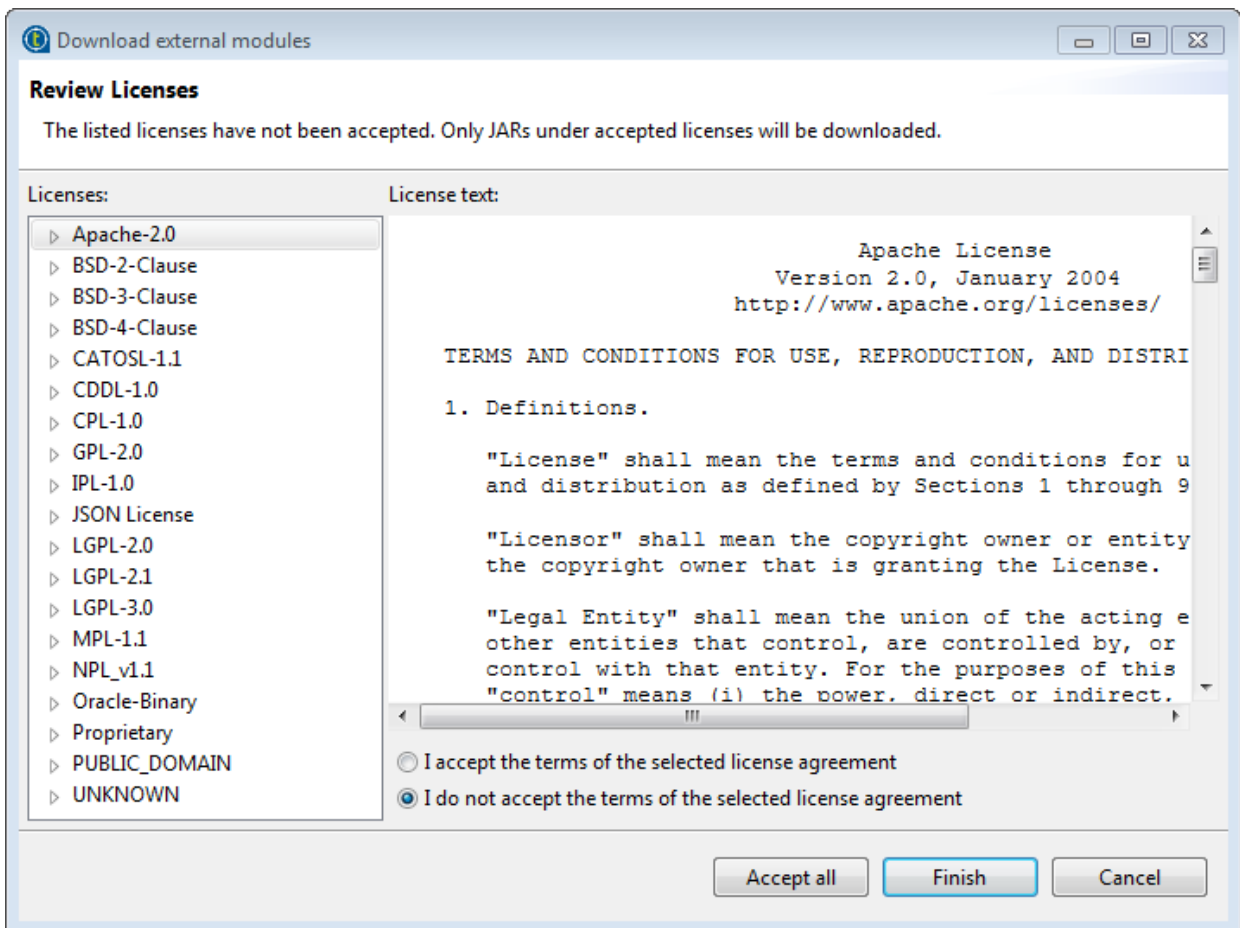 Download external modules
Review Licenses
The listed licenses have not been accepted. Only JARs under accepted licenses will be downloaded.
Licenses:
Apache-2.0
BSD-2-Clause
BSD-3-Clause
BSD-4-Clause
CATOSL-1.1
CDDL-1.0
CPL-1.0
GPL-2.0
IPL-1.0
JSON License
LGPL-2.0
LGPL-2.1
LGPL-3.0
MPL-1.1
NPL_v1.1
Oracle-Binary
Proprietary
PUBLIC_DOMAIN
UNKNOWN
License text:
Apache License
Version 2.0, January 2004
http://www.apache.org/licenses/
TERMS AND CONDITIONS FOR USE, REPRODUCTION, AND DISTRI
1. Definitions.
"License" shall mean the terms and conditions for u
and distribution as defined by Sections 1 through 9
"Licensor" shall mean the copyright owner or entity
the copyright owner that is granting the License.
"Legal Entity" shall mean the union of the acting e
other entities that control, are controlled by, or
control with that entity. For the purposes of this
"control" means (i) the power, direct or indirect,
I accept the terms of the selected license agreement
I do not accept the terms of the selected license agreement
Accept all
Finish
Cancel